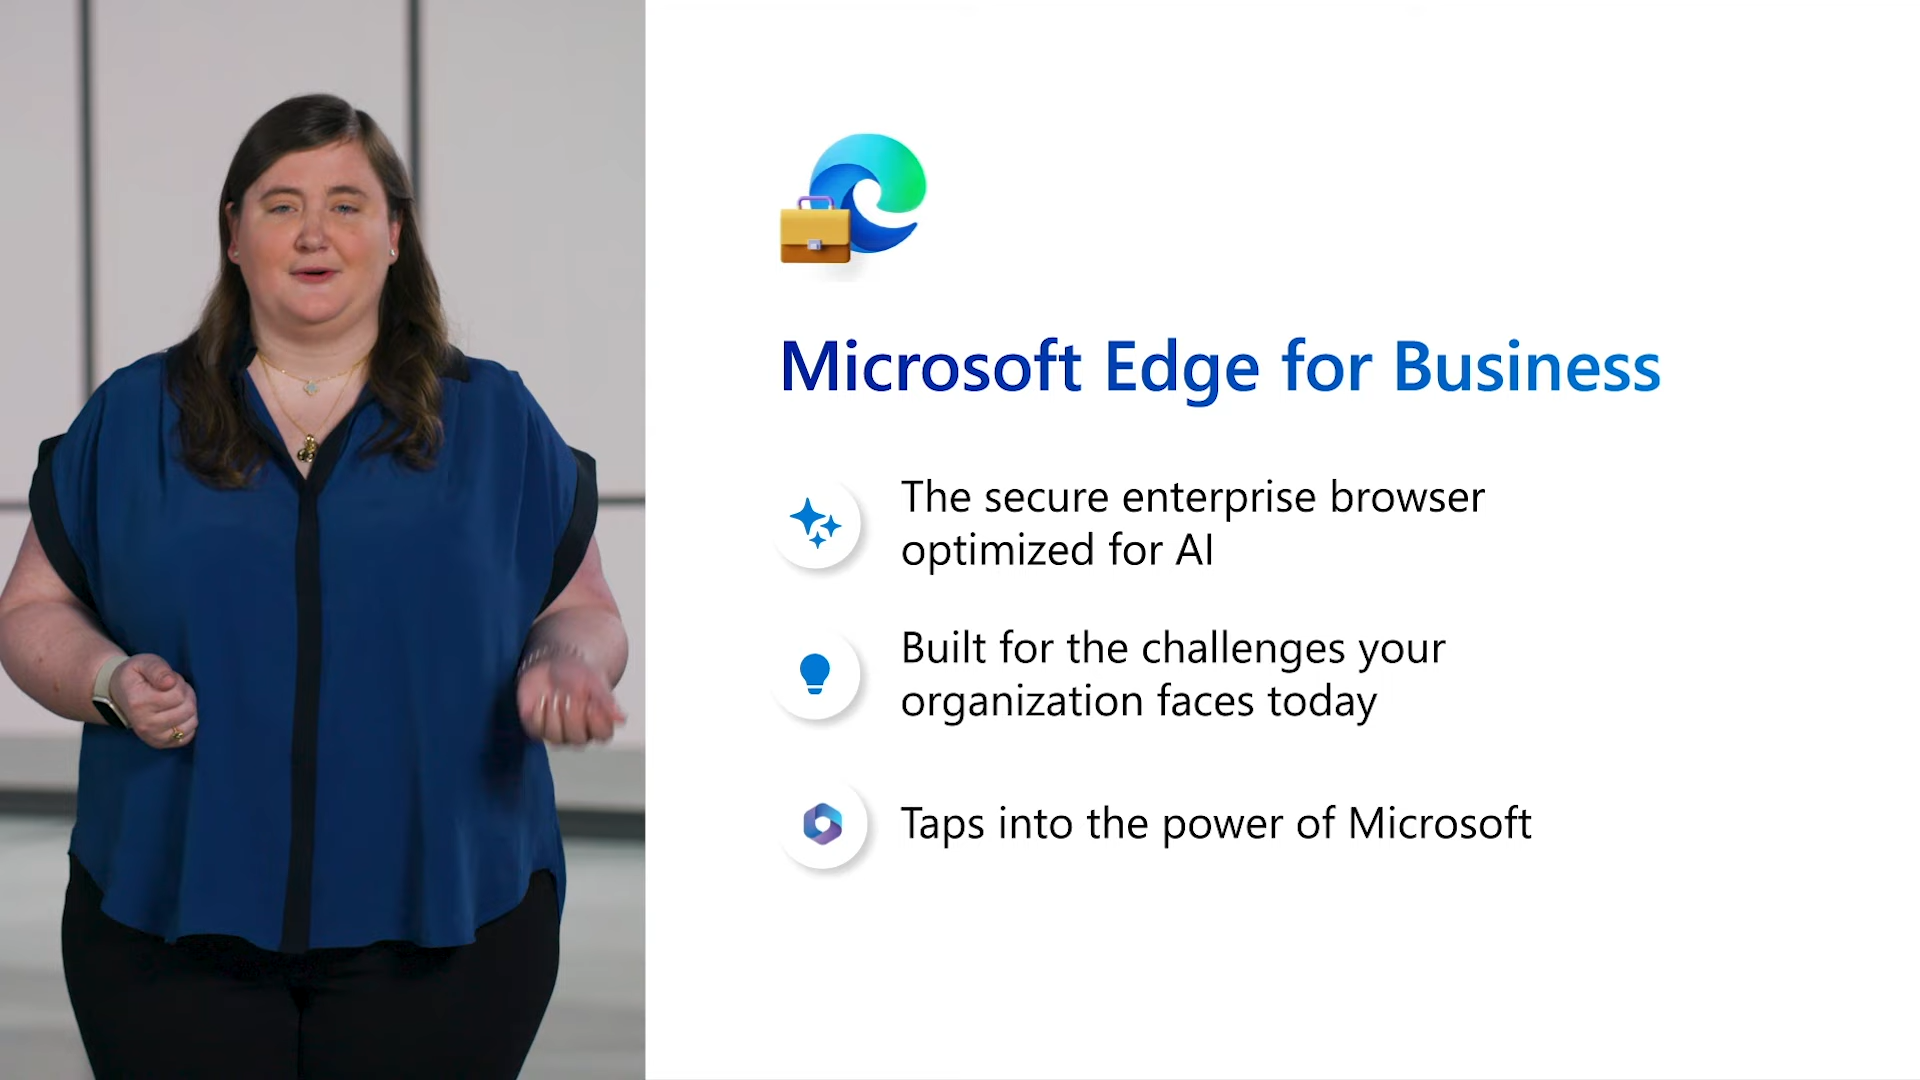 Microsoft Edge for Business
The secure enterprise browser
optimized for AI
Built for the challenges your
organization faces today
Taps into the power of Microsoft